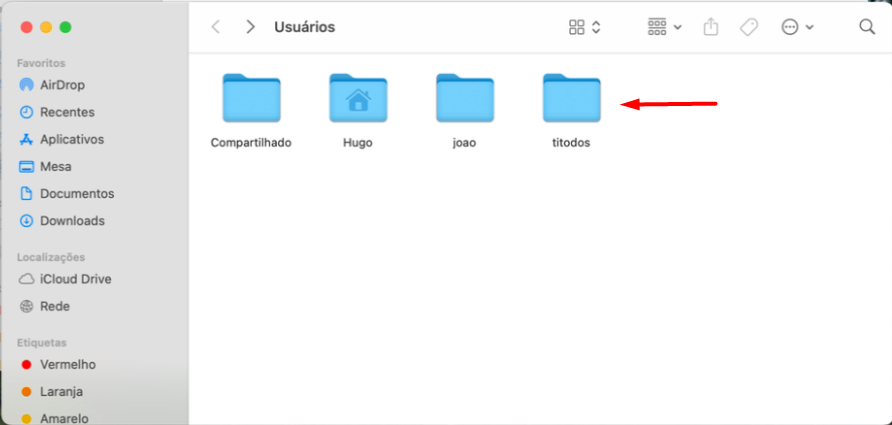 Usuários
Favoritos
AirDrop
Recentes
Aplicativos
Mesa
Documentos
Downloads
Localizações
iCloud Drive
Rede
Etiquetas
Vermelho
Laranja
Amarelo
Compartilhado
Hugo
joao
titodos